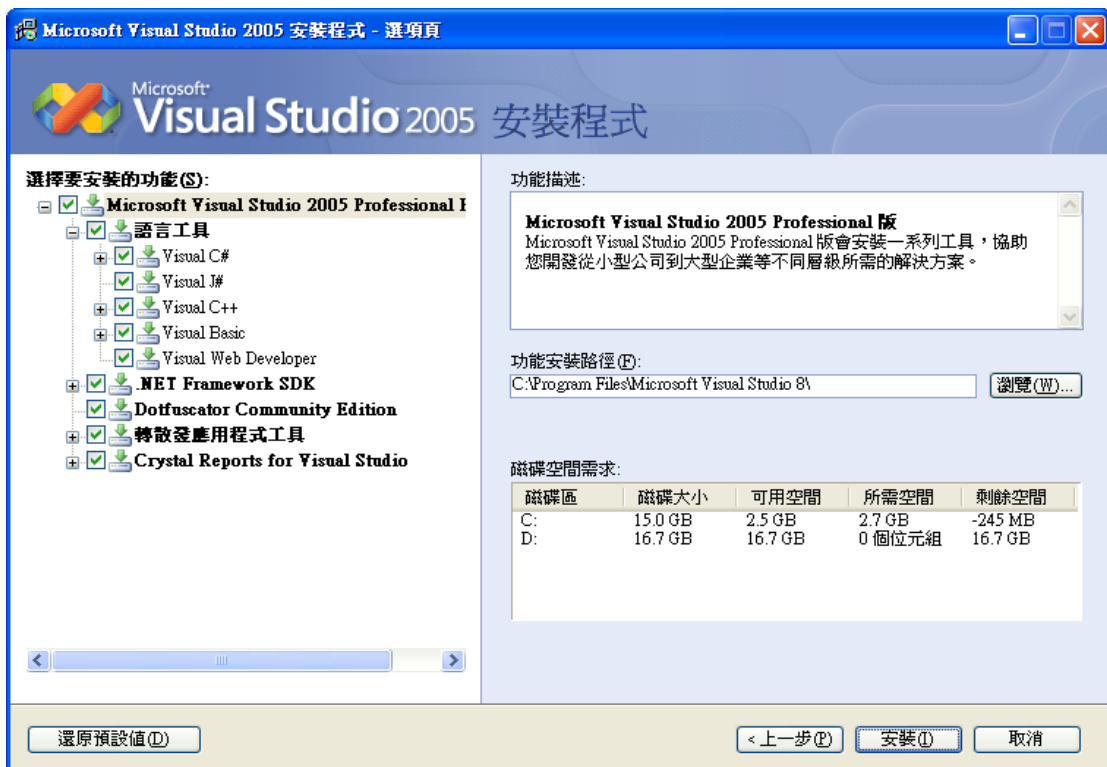 Microsoft Visual Studio 2005 安裝程式 - 選項頁
Microsoft
Visual Studio 2005 安裝程式
選擇要安裝的功能(S):
Microsoft Visual Studio 2005 Professional
語言工具
Visual C#
Visual J#
Visual C++
Visual Basic
Visual Web Developer
.NET Framework SDK
Dotfuscator Community Edition
轉散發應用程式工具
Crystal Reports for Visual Studio
功能描述:
Microsoft Visual Studio 2005 Professional 版
Microsoft Visual Studio 2005 Professional 版會安裝一系列工具，協助
您開發從小型公司到大型企業等不同層級所需的解決方案。
功能安裝路徑(F):
C:\Program Files\Microsoft Visual Studio 8\
瀏覽(W)...
磁碟空間需求:
磁碟區 磁碟大小 可用空間 所需空間 剩餘空間
C: 15.0 GB 2.5 GB 2.7 GB -245 MB
D: 16.7 GB 16.7 GB 0 個位元組 16.7 GB
還原預設值(D)
< 上一步(P)
安裝(I)
取消